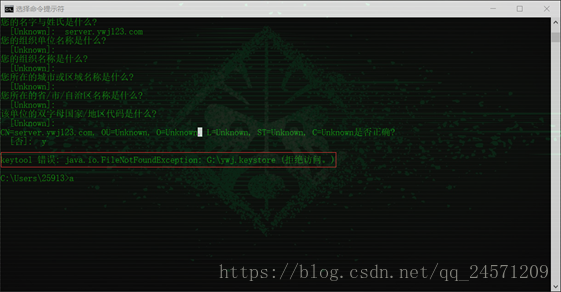 选择命令提示符
您的名字与姓氏是什么?
[Unknown]: server.ywj123.com
您的组织单位名称是什么?
[Unknown]:
您的组织名称是什么?
[Unknown]:
您所在的城市或区域名称是什么?
[Unknown]:
您所在的省/市/自治区名称是什么?
[Unknown]:
该单位的双字母国家/地区代码是什么?
[Unknown]:
CN=server.ywj123.com, OU=Unknown, O=Unknown, L=Unknown, ST=Unknown, C=Unknown是否正确?
[否]: y
keytool 错误: java.io.FileNotFoundException: G:\ywj.keystore (拒绝访问。)
C:\Users\25913>a
https://blog.csdn.net/qq_24571209